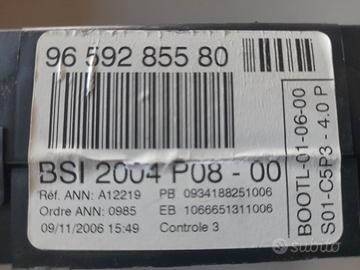 96 592 855 80
BSI 2004 P08 - 00
Réf. ANN: A12219 PB 0934188251006
Ordre ANN: 0985 EB 1066651311006
09/11/2006 15:49 Controle 3
BOOTL-01-06-00
S01-C5P3 - 4.0 P
subito